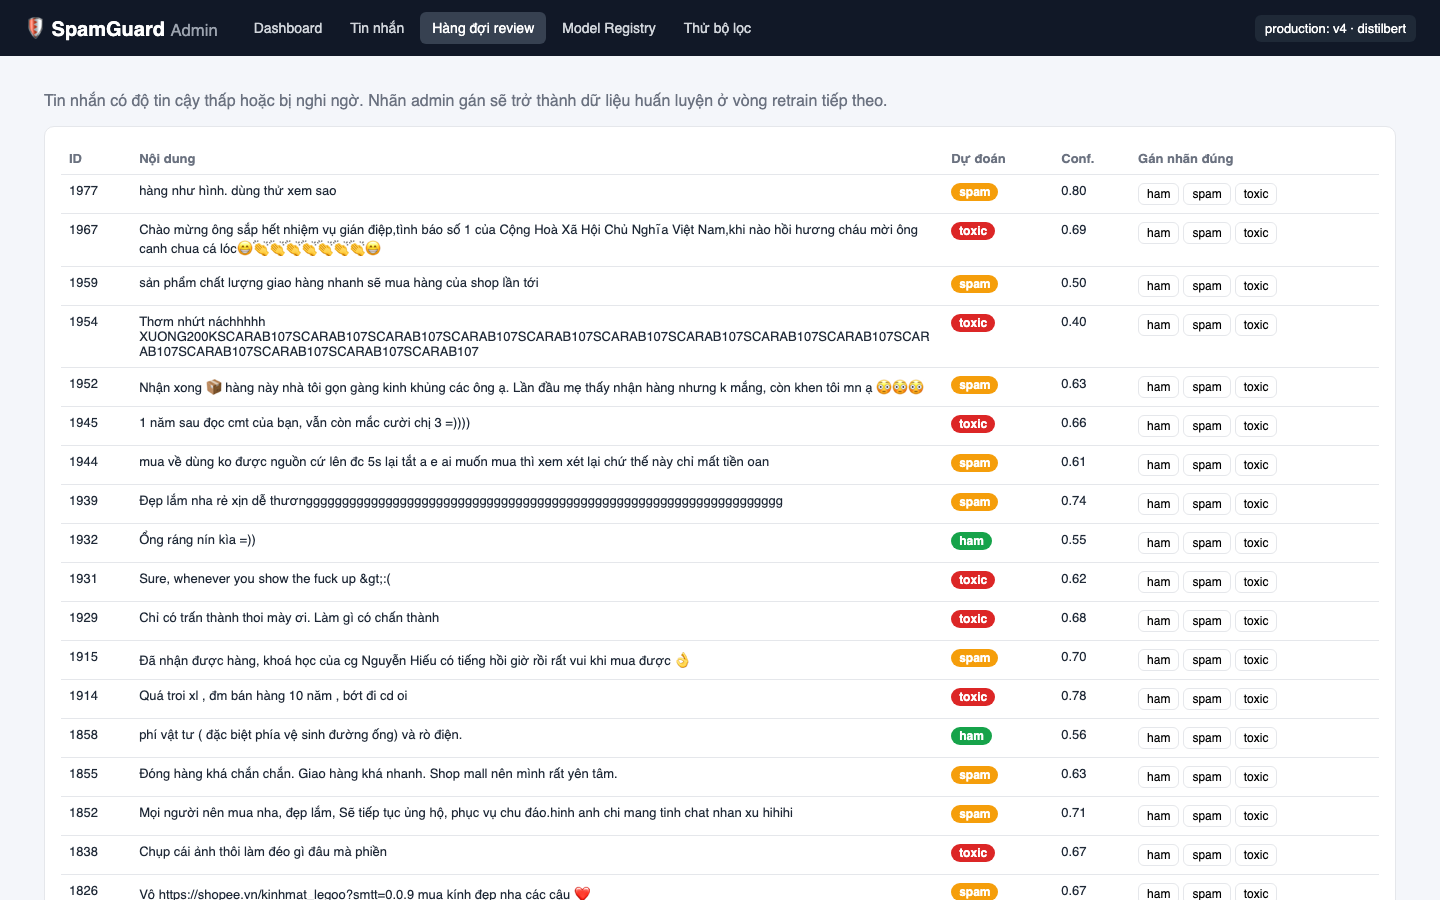 SpamGuard Admin
Dashboard
Tin nhắn
Hàng đợi review
Model Registry
Thử bộ lọc
production: v4 · distilbert
Tin nhắn có độ tin cậy thấp hoặc bị nghi ngờ. Nhãn admin gán sẽ trở thành dữ liệu huấn luyện ở vòng retrain tiếp theo.
ID Nội dung Dự đoán Conf. Gán nhãn đúng
1977 hàng như hình. dùng thử xem sao spam 0.80 ham spam toxic
1967 Chào mừng ông sắp hết nhiệm vụ gián điệp,tình báo số 1 của Cộng Hoà Xã Hội Chủ Nghĩa Việt Nam,khi nào hồi hương cháu mời ông toxic 0.69 ham spam toxic
canh chua cá lóc😁👏👏👏👏👏👏👏😁
1959 sản phẩm chất lượng giao hàng nhanh sẽ mua hàng của shop lần tới spam 0.50 ham spam toxic
1954 Thơm nhứt náchhhhh toxic 0.40 ham spam toxic
XUONG200KSCARAB107SCARAB107SCARAB107SCARAB107SCARAB107SCARAB107SCARAB107SCARAB107SCARAB107SCAR
AB107SCARAB107SCARAB107SCARAB107SCARAB107
1952 Nhận xong 📦 hàng này nhà tôi gọn gàng kinh khủng các ông ạ. Lần đầu mẹ thấy nhận hàng nhưng k mắng, còn khen tôi mn ạ 😳😳😳 spam 0.63 ham spam toxic
1945 1 năm sau đọc cmt của bạn, vẫn còn mắc cười chị 3 =)))) toxic 0.66 ham spam toxic
1944 mua về dùng ko được nguồn cứ lên đc 5s lại tắt a e ai muốn mua thì xem xét lại chứ thế này chỉ mất tiền oan spam 0.61 ham spam toxic
1939 Đẹp lắm nha rẻ xịn dễ thươngggggggggggggggggggggggggggggggggggggggggggggggggggggggggggggggggggg spam 0.74 ham spam toxic
1932 Ổng ráng nín kìa =)) ham 0.55 ham spam toxic
1931 Sure, whenever you show the fuck up &gt;:( toxic 0.62 ham spam toxic
1929 Chỉ có trấn thành thoi mày ơi. Làm gì có chấn thành toxic 0.68 ham spam toxic
1915 Đã nhận được hàng, khoá học của cg Nguyễn Hiếu có tiếng hồi giờ rồi rất vui khi mua được 👌 spam 0.70 ham spam toxic
1914 Quá troi xl , đm bán hàng 10 năm , bớt đi cd oi toxic 0.78 ham spam toxic
1858 phí vật tư ( đặc biệt phía vệ sinh đường ống) và rò điện. ham 0.56 ham spam toxic
1855 Đóng hàng khá chắn chắn. Giao hàng khá nhanh. Shop mall nên mình rất yên tâm. spam 0.63 ham spam toxic
1852 Mọi người nên mua nha, đẹp lắm, Sẽ tiếp tục ủng hộ, phục vụ chu đáo.hinh anh chi mang tinh chat nhan xu hihihi spam 0.71 ham spam toxic
1838 Chụp cái ảnh thôi làm đéo gì đâu mà phiền toxic 0.67 ham spam toxic
1826 Vô https://shopee.vn/kinhmat_legoo?smtt=0.0.9 mua kính đẹp nha các cậu ❤️ spam 0.67 ham spam toxic